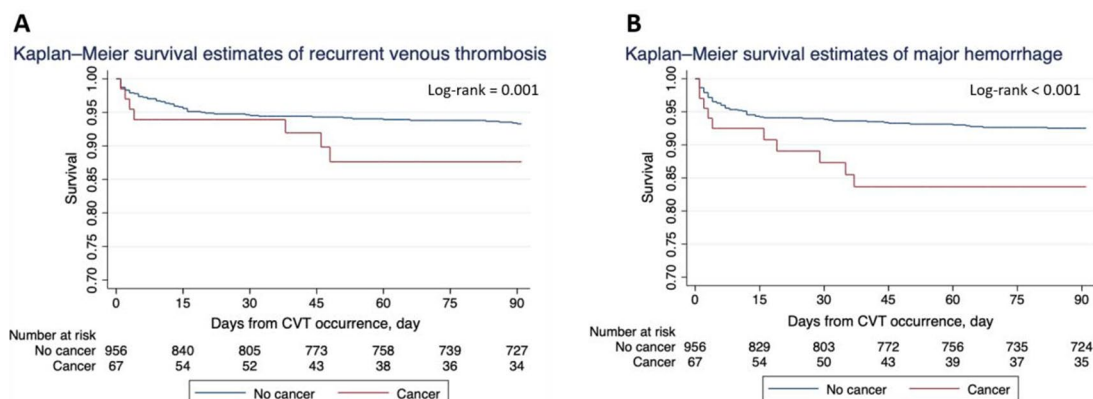 A
Kaplan–Meier survival estimates of recurrent venous thrombosis
Log-rank = 0.001
Survival
1.00
0.95
0.90
0.85
0.80
0.75
0.70
0 15 30 45 60 75 90
Days from CVT occurrence, day
Number at risk
No cancer 956 840 805 773 758 739 727
Cancer 67 54 52 43 38 36 34
No cancer Cancer
B
Kaplan–Meier survival estimates of major hemorrhage
Log-rank < 0.001
Survival
1.00
0.95
0.90
0.85
0.80
0.75
0.70
0 15 30 45 60 75 90
Days from CVT occurrence, day
Number at risk
No cancer 956 829 803 772 756 735 724
Cancer 67 54 50 43 39 37 35
No cancer Cancer